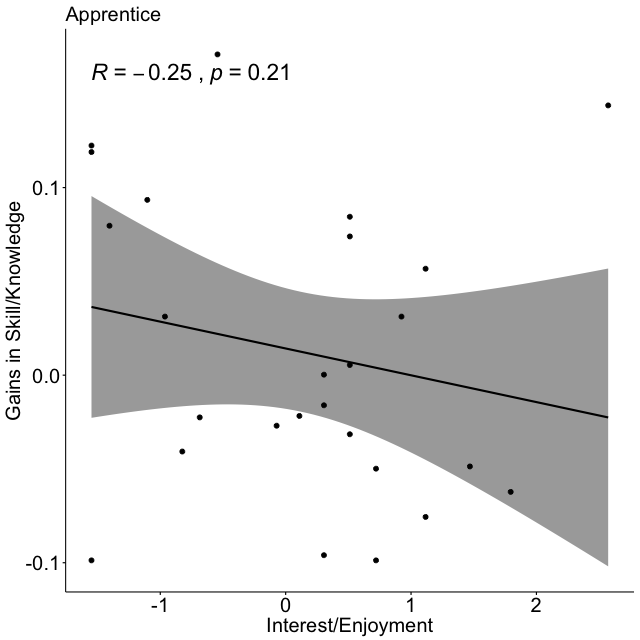 Apprentice
R = −0.25 , p = 0.21
Gains in Skill/Knowledge
0.1
0.0
-0.1
-1 0 1 2
Interest/Enjoyment